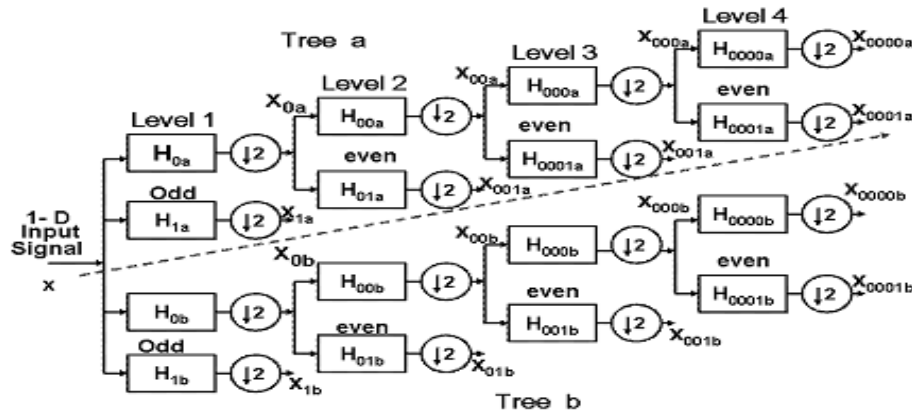 Tree a
Level 1
Level 2
Level 3
Level 4
1- D
Input
Signal
x
H0a
↓2
Odd
H1a
↓2
x1a
x0a
H00a
↓2
even
H01a
↓2
x001a
x00a
H000a
↓2
even
H0001a
↓2
x001a
x000a
H0000a
↓2
x0000a
even
H0001a
↓2
x0001a
H0b
↓2
Odd
H1b
↓2
x1b
x0b
H00b
↓2
even
H01b
↓2
x01b
x00b
H000b
↓2
even
H001b
↓2
x001b
x000b
H0000b
↓2
x0000b
even
H0001b
↓2
x0001b
Tree b